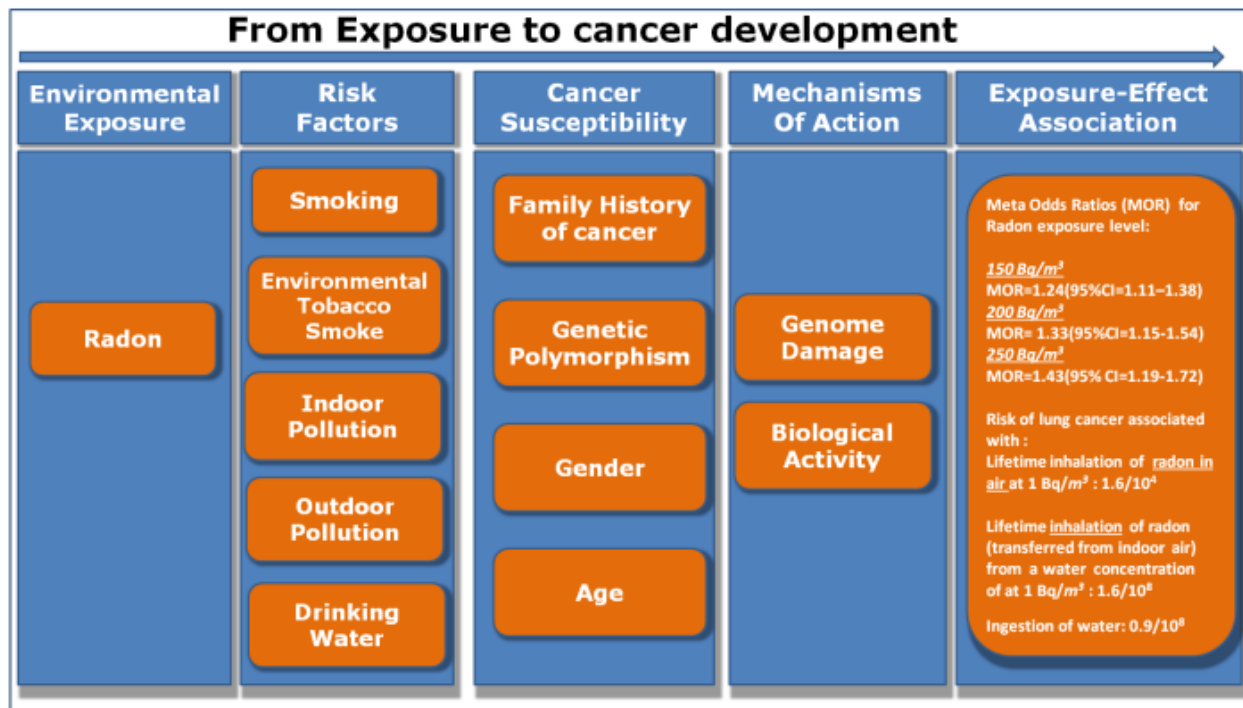 From Exposure to cancer development
Environmental
Exposure
Risk
Factors
Cancer
Susceptibility
Mechanisms
Of Action
Exposure-Effect
Association
Radon
Smoking
Environmental
Tobacco
Smoke
Indoor
Pollution
Outdoor
Pollution
Drinking
Water
Family History
of cancer
Genetic
Polymorphism
Gender
Age
Genome
Damage
Biological
Activity
Meta Odds Ratios (MOR) for
Radon exposure level:
150 Bq/m³
MOR=1.24(95%CI=1.11–1.38)
200 Bq/m³
MOR= 1.33(95%CI=1.15-1.54)
250 Bq/m³
MOR=1.43(95% CI=1.19-1.72)
Risk of lung cancer associated
with :
Lifetime inhalation of radon in
air at 1 Bq/m³ : 1.6/10⁴
Lifetime inhalation of radon
(transferred from indoor air)
from a water concentration
of at 1 Bq/m³ : 1.6/10⁸
Ingestion of water: 0.9/10⁸